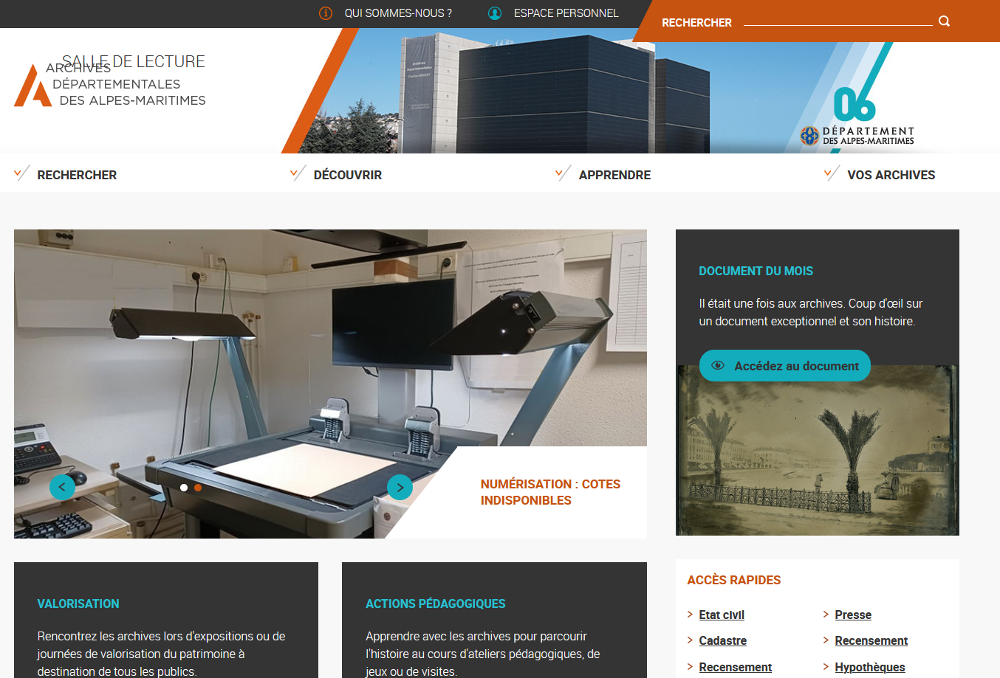 QUI SOMMES-NOUS ?
ESPACE PERSONNEL
RECHERCHER
SALLE DE LECTURE
ARCHIVES
DÉPARTEMENTALES
DES ALPES-MARITIMES
06
DÉPARTEMENT
DES ALPES-MARITIMES
RECHERCHER
DÉCOUVRIR
APPRENDRE
VOS ARCHIVES
NUMÉRISATION : COTES
INDISPONIBLES
DOCUMENT DU MOIS
Il était une fois aux archives. Coup d'œil sur
un document exceptionnel et son histoire.
Accédez au document
VALORISATION
Rencontrez les archives lors d'expositions ou de
journées de valorisation du patrimoine à
destination de tous les publics.
ACTIONS PÉDAGOGIQUES
Apprendre avec les archives pour parcourir
l'histoire au cours d'ateliers pédagogiques, de
jeux ou de visites.
ACCÈS RAPIDES
Etat civil
Presse
Cadastre
Recensement
Recensement
Hypothèques